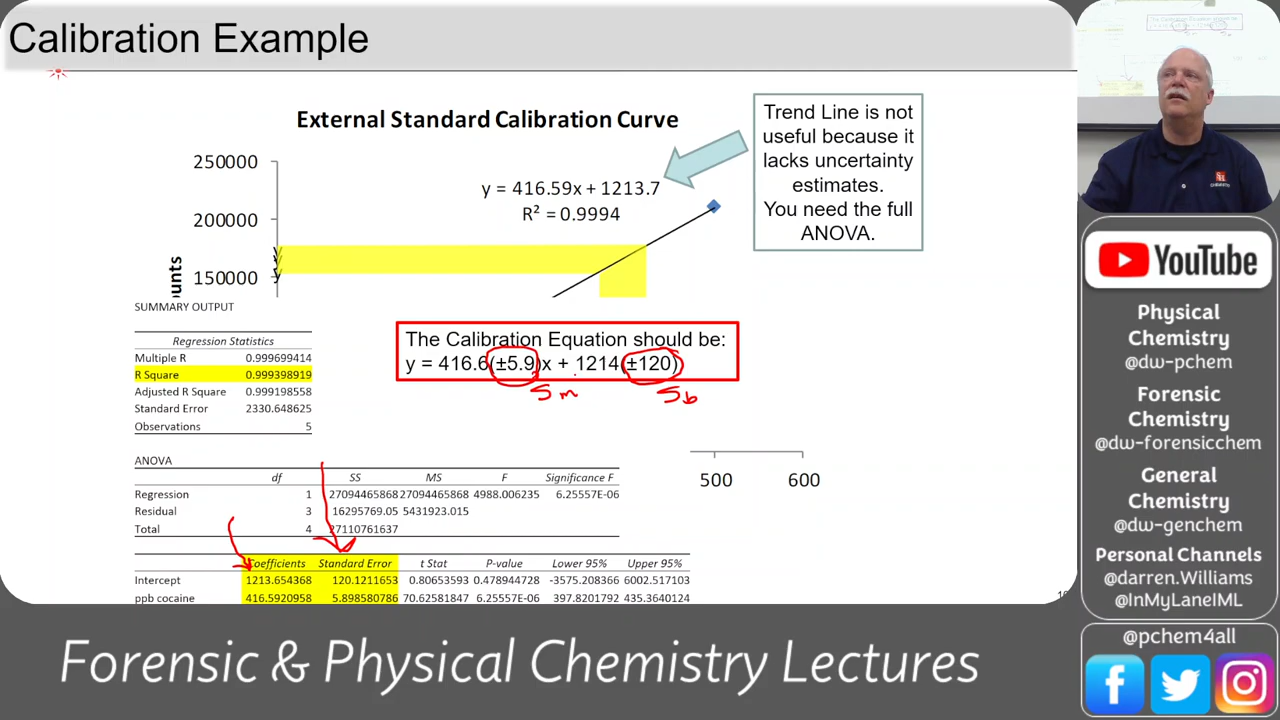 Calibration Example
External Standard Calibration Curve
250000
200000
150000
unts
y = 416.59x + 1213.7
R² = 0.9994
Trend Line is not
useful because it
lacks uncertainty
estimates.
You need the full
ANOVA.
The Calibration Equation should be:
y = 416.6(±5.9)x + 1214(±120)
Sm
Sb
500 600
SUMMARY OUTPUT
Regression Statistics
Multiple R 0.999699414
R Square 0.999398919
Adjusted R Square 0.999198558
Standard Error 2330.648625
Observations 5
ANOVA
df SS MS F Significance F
Regression 1 27094465868 27094465868 4988.006235 6.25557E-06
Residual 3 16295769.05 5431923.015
Total 4 27110761637
Coefficients Standard Error t Stat P-value Lower 95% Upper 95%
Intercept 1213.654368 120.1211653 0.80653593 0.478944728 -3575.208366 6002.517103
ppb cocaine 416.5920958 5.898580786 70.62581847 6.25557E-06 397.8201792 435.3640124
YouTube
Physical
Chemistry
@dw-pchem
Forensic
Chemistry
@dw-forensicchem
General
Chemistry
@dw-genchem
Personal Channels
@darren.Williams
@InMyLaneIML
@pchem4all
Forensic & Physical Chemistry Lectures